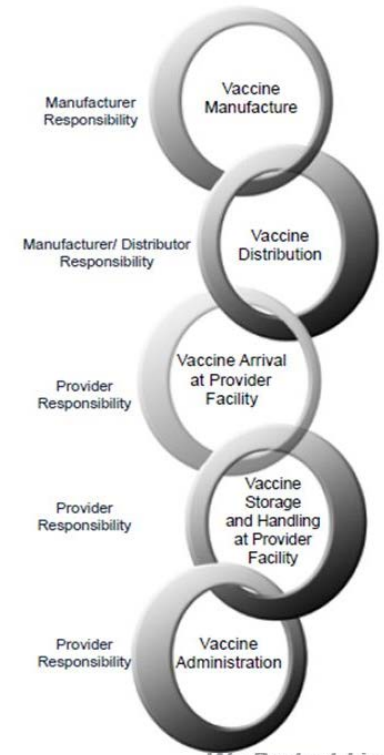 Vaccine
Manufacture
Manufacturer
Responsibility
Vaccine
Distribution
Manufacturer/ Distributor
Responsibility
Vaccine Arrival
at Provider
Facility
Provider
Responsibility
Vaccine
Storage
and Handling
at Provider
Facility
Provider
Responsibility
Vaccine
Administration
Provider
Responsibility